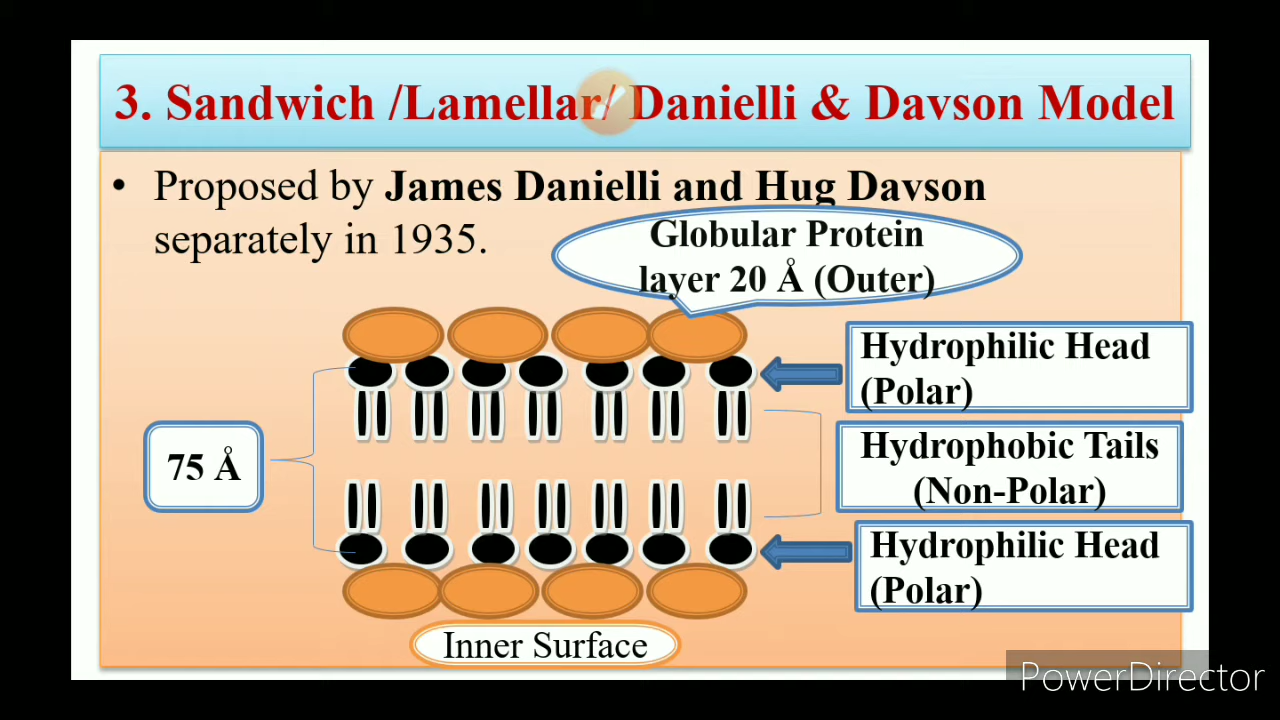 3. Sandwich /Lamellar/ Danielli & Davson Model
• Proposed by James Danielli and Hug Davson
separately in 1935.
Globular Protein
layer 20 Å (Outer)
Hydrophilic Head
(Polar)
75 Å
Hydrophobic Tails
(Non-Polar)
Hydrophilic Head
(Polar)
Inner Surface
PowerDirector